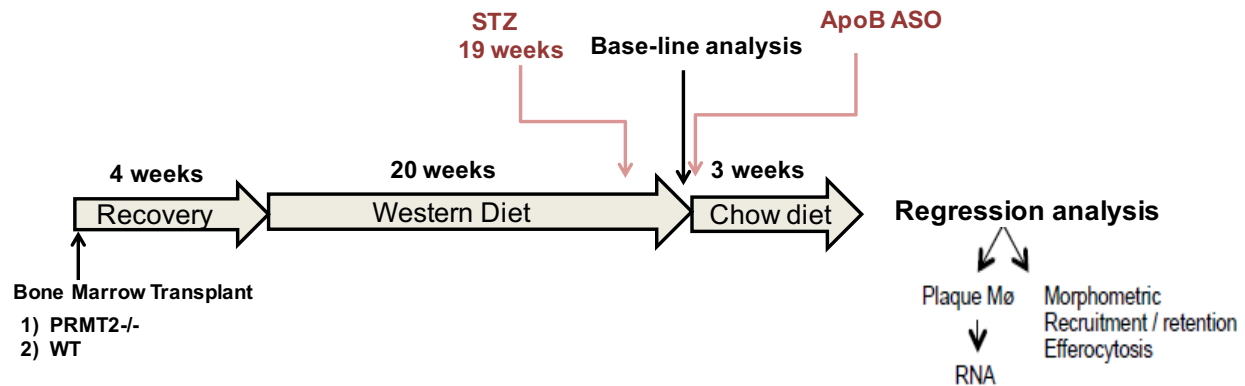 STZ
19 weeks
Base-line analysis
ApoB ASO
4 weeks
20 weeks
3 weeks
Recovery
Western Diet
Chow diet
Regression analysis
Bone Marrow Transplant
1) PRMT2-/-
2) WT
Plaque Mø
RNA
Morphometric
Recruitment / retention
Efferocytosis